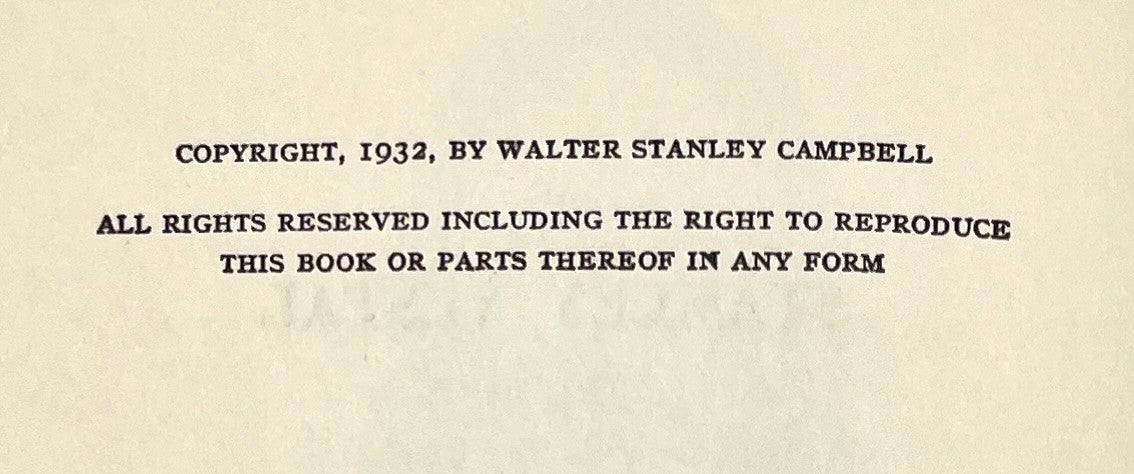 COPYRIGHT, 1932, BY WALTER STANLEY CAMPBELL
ALL RIGHTS RESERVED INCLUDING THE RIGHT TO REPRODUCE
THIS BOOK OR PARTS THEREOF IN ANY FORM